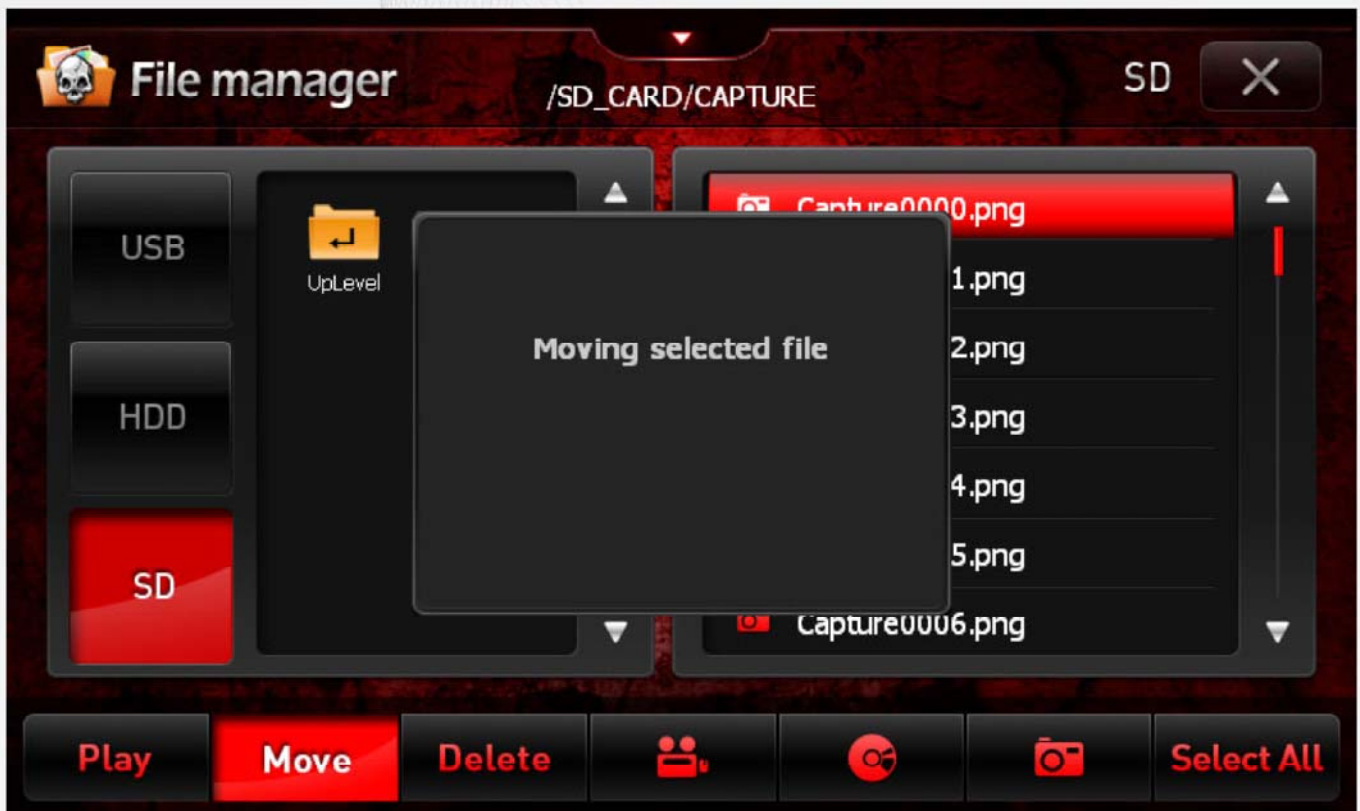 File manager
/SD_CARD/CAPTURE
SD
USB
HDD
SD
UpLevel
Capture0000.png
1.png
2.png
3.png
4.png
5.png
Capture0006.png
Moving selected file
Play
Move
Delete
Select All